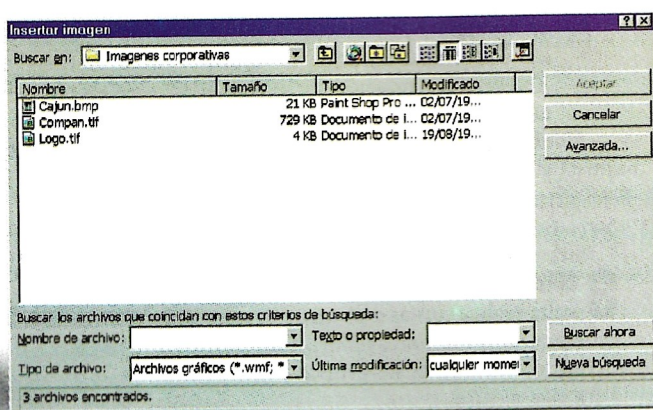 Insertar imagen
Buscar en: Imagenes corporativas
Nombre Tamaño Tipo Modificado
Cajun.bmp 21 KB Paint Shop Pro ... 02/07/19...
Compan.tif 729 KB Documento de i... 02/07/19...
Logo.tif 4 KB Documento de i... 19/08/19...
Aceptar
Cancelar
Avanzada...
Buscar los archivos que coincidan con estos criterios de búsqueda:
Nombre de archivo: Texto o propiedad: Buscar ahora
Tipo de archivo: Archivos gráficos (*.wmf; * Última modificación: cualquier mome Nueva búsqueda
3 archivos encontrados.